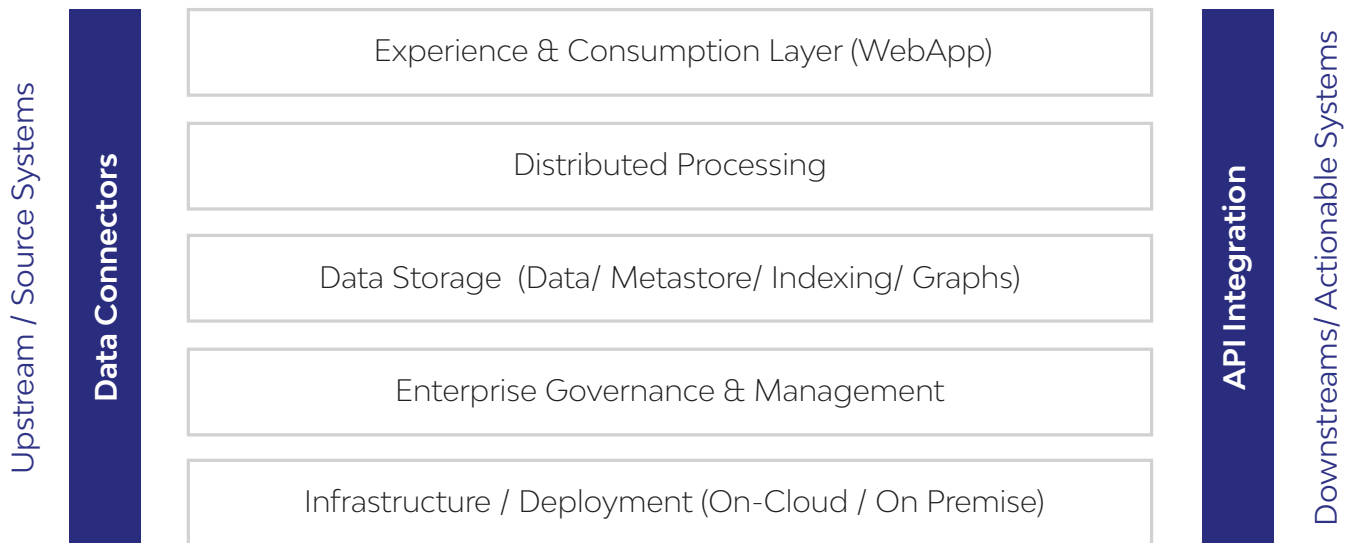 Upstream / Source Systems
Data Connectors
Experience & Consumption Layer (WebApp)
Distributed Processing
Data Storage (Data/ Metastore/ Indexing/ Graphs)
Enterprise Governance & Management
Infrastructure / Deployment (On-Cloud / On Premise)
API Integration
Downstreams/ Actionable Systems